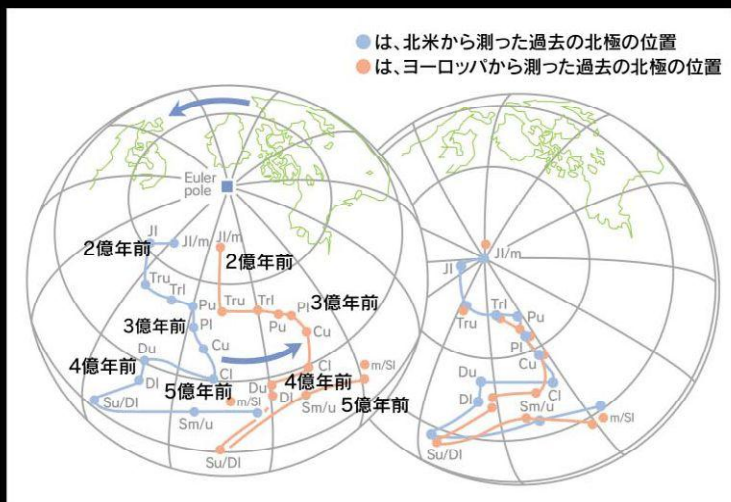 ●は、北米から測った過去の北極の位置
●は、ヨーロッパから測った過去の北極の位置
Euler
pole
Jl
Jl/m
Jl/m
2億年前
2億年前
Tru
Trl
Pu
Tru
Trl
Pu
Pl
3億年前
3億年前
Pl
Cu
Cu
Du
4億年前
Dl
Cl
5億年前
Su/Dl
Sm/u
m/Sl
Cl
Du
4億年前
Dl
Sm/u
m/Sl
5億年前
Su/Dl
Jl
Jl/m
Tru
Trl
Pu
Pl
Cu
Du
Cl
Dl
Sm/u
m/Sl
Su/Dl